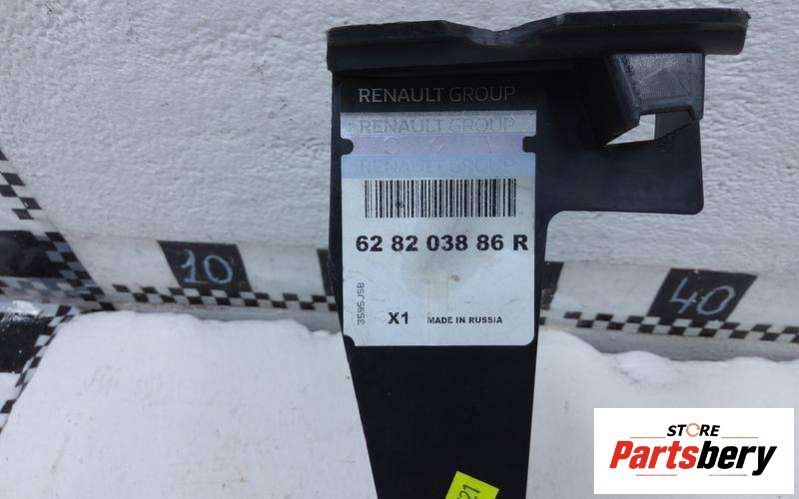 RENAULT GROUP
RENAULT GROUP
RENAULT GROUP
62 82 038 86 R
3595JSB
X1 MADE IN RUSSIA
10
40
21
STORE
Partsbery